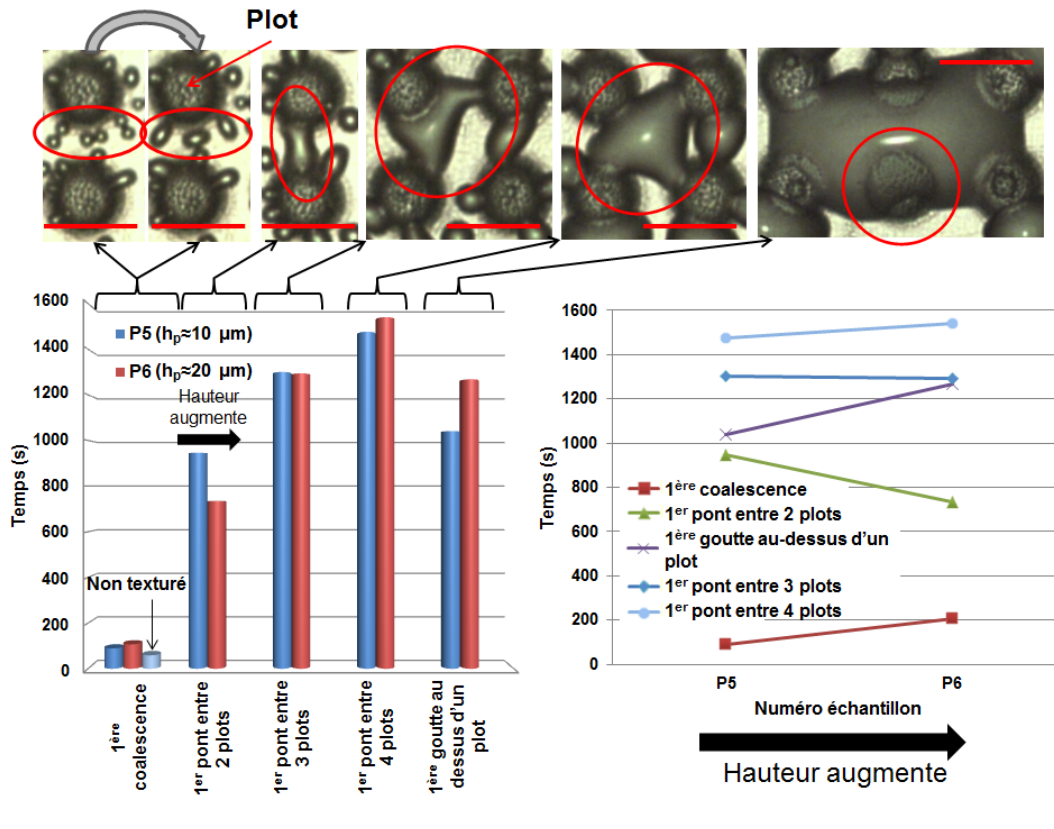 Plot
1600
1400
1200
1000
800
600
400
200
0
Temps (s)
P5 (hp≈10 µm)
P6 (hp≈20 µm)
Hauteur
augmente
Non texturé
1ère
coalescence
1er pont entre
2 plots
1er pont entre
3 plots
1er pont entre
4 plots
1ère goutte au
dessus d'un
plot
1600
1400
1200
1000
800
600
400
200
0
Temps (s)
1ère coalescence
1er pont entre 2 plots
1ère goutte au-dessus d'un
plot
1er pont entre 3 plots
1er pont entre 4 plots
P5 P6
Numéro échantillon
Hauteur augmente